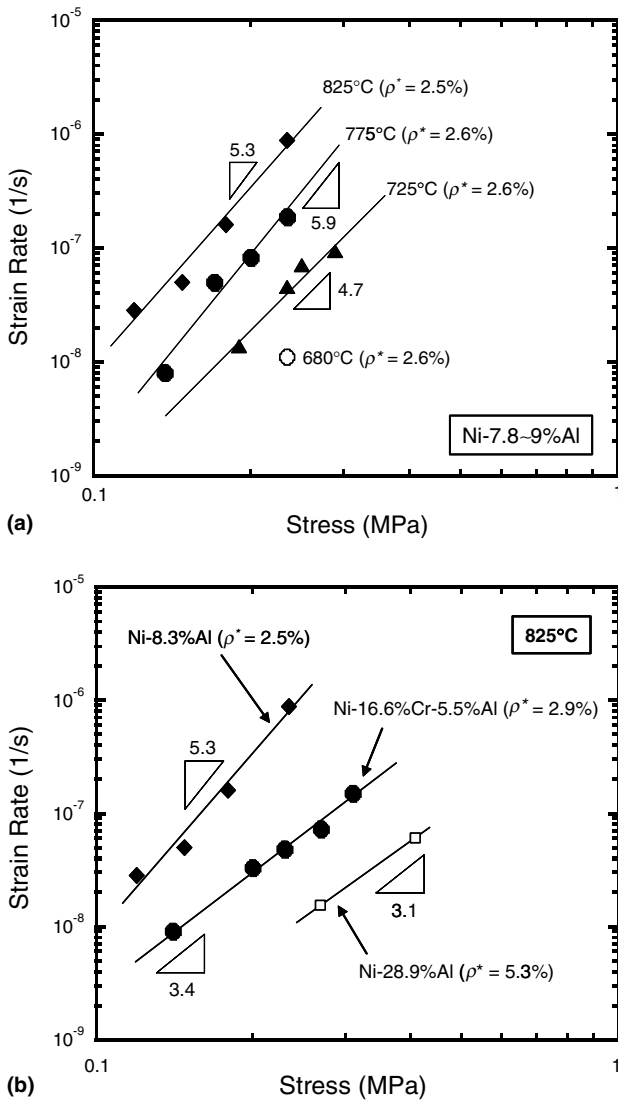 10⁻⁵
825°C (ρ* = 2.5%)
10⁻⁶
775°C (ρ* = 2.6%)
5.3
725°C (ρ* = 2.6%)
5.9
10⁻⁷
4.7
10⁻⁸
680°C (ρ* = 2.6%)
Ni-7.8~9%Al
10⁻⁹
0.1
1
Strain Rate (1/s)
Stress (MPa)
(a)
10⁻⁵
Ni-8.3%Al (ρ* = 2.5%)
825°C
10⁻⁶
Ni-16.6%Cr-5.5%Al (ρ* = 2.9%)
5.3
10⁻⁷
3.1
10⁻⁸
3.4
Ni-28.9%Al (ρ* = 5.3%)
10⁻⁹
0.1
1
Strain Rate (1/s)
Stress (MPa)
(b)